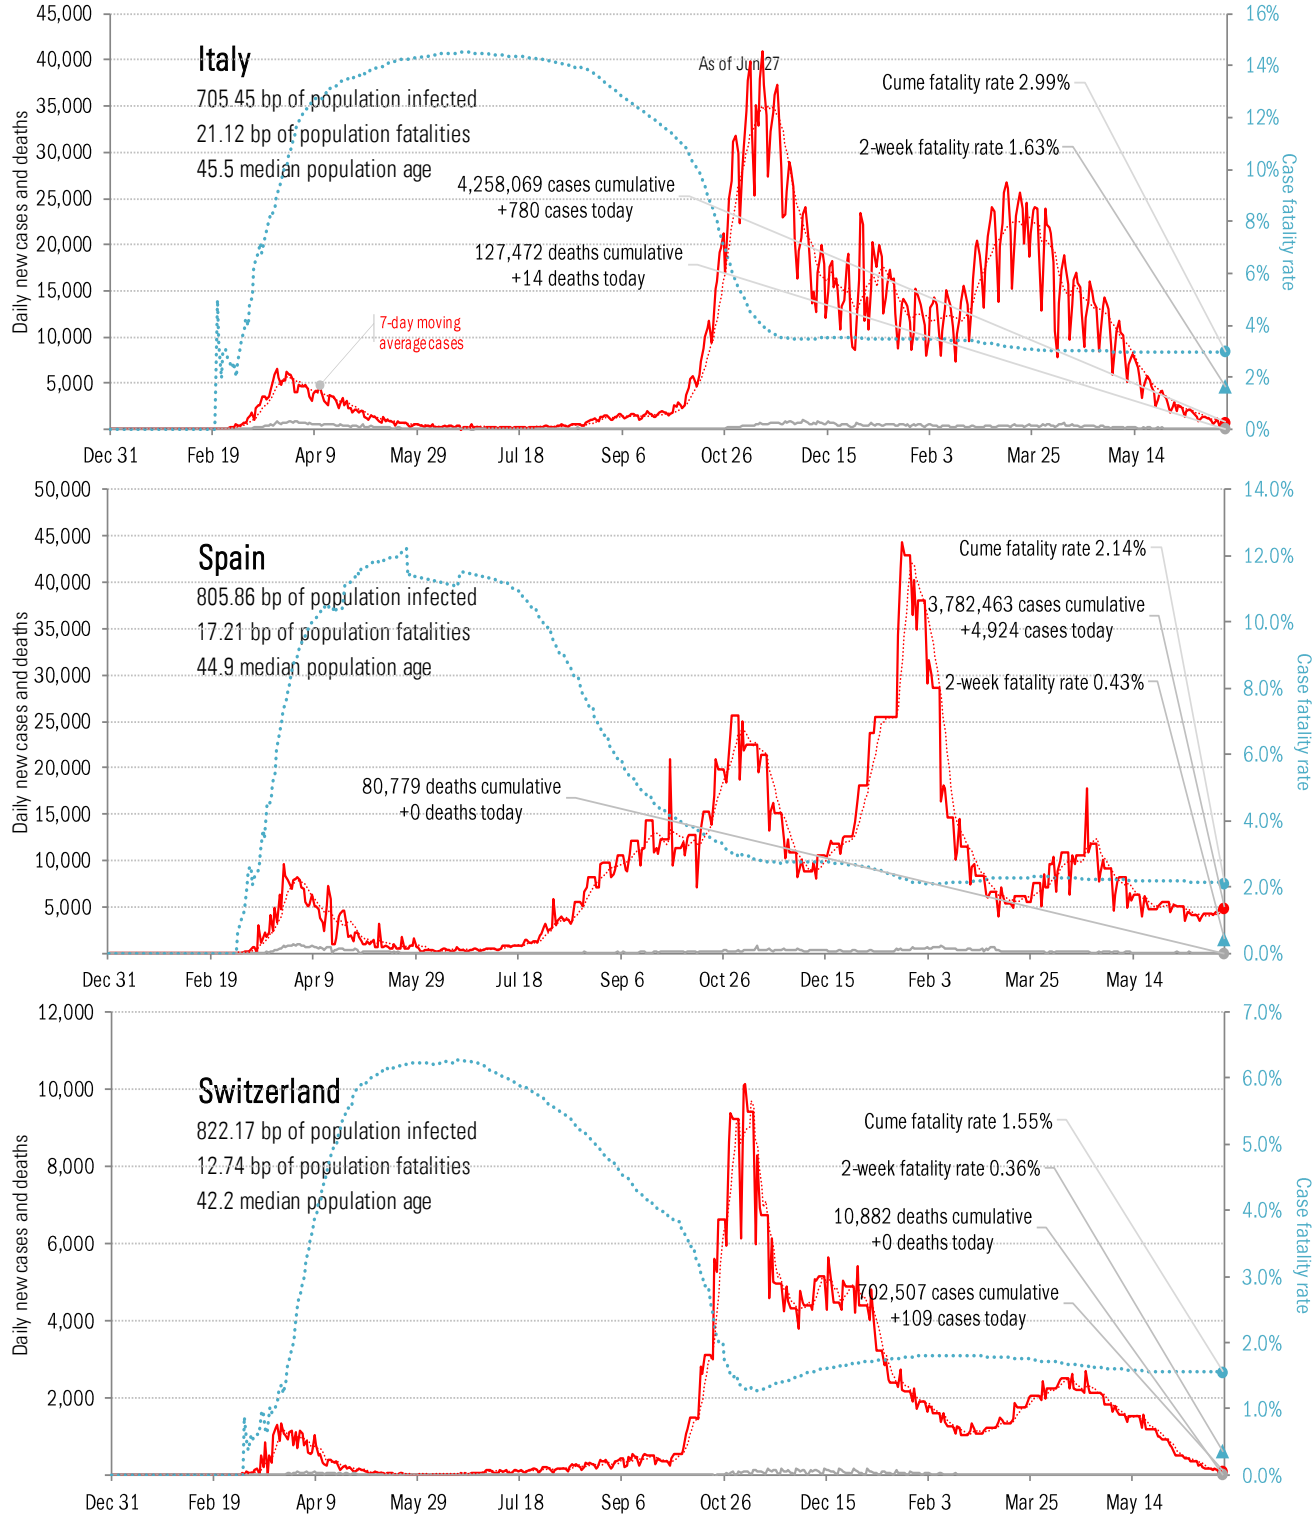 45,000
40,000
35,000
30,000
25,000
20,000
15,000
10,000
5,000
Daily new cases and deaths
Italy
705.45 bp of population infected
21.12 bp of population fatalities
45.5 median population age
As of Jun 27
Cume fatality rate 2.99%
2-week fatality rate 1.63%
4,258,069 cases cumulative
+780 cases today
127,472 deaths cumulative
+14 deaths today
7-day moving
average cases
16%
14%
12%
10%
8%
6%
4%
2%
0%
Case fatality rate
Dec 31
Feb 19
Apr 9
May 29
Jul 18
Sep 6
Oct 26
Dec 15
Feb 3
Mar 25
May 14
50,000
45,000
40,000
35,000
30,000
25,000
20,000
15,000
10,000
5,000
Daily new cases and deaths
Spain
805.86 bp of population infected
17.21 bp of population fatalities
44.9 median population age
Cume fatality rate 2.14%
3,782,463 cases cumulative
+4,924 cases today
2-week fatality rate 0.43%
80,779 deaths cumulative
+0 deaths today
14.0%
12.0%
10.0%
8.0%
6.0%
4.0%
2.0%
0.0%
Case fatality rate
Dec 31
Feb 19
Apr 9
May 29
Jul 18
Sep 6
Oct 26
Dec 15
Feb 3
Mar 25
May 14
12,000
10,000
8,000
6,000
4,000
2,000
Daily new cases and deaths
Switzerland
822.17 bp of population infected
12.74 bp of population fatalities
42.2 median population age
Cume fatality rate 1.55%
2-week fatality rate 0.36%
10,882 deaths cumulative
+0 deaths today
702,507 cases cumulative
+109 cases today
7.0%
6.0%
5.0%
4.0%
3.0%
2.0%
1.0%
0.0%
Case fatality rate
Dec 31
Feb 19
Apr 9
May 29
Jul 18
Sep 6
Oct 26
Dec 15
Feb 3
Mar 25
May 14